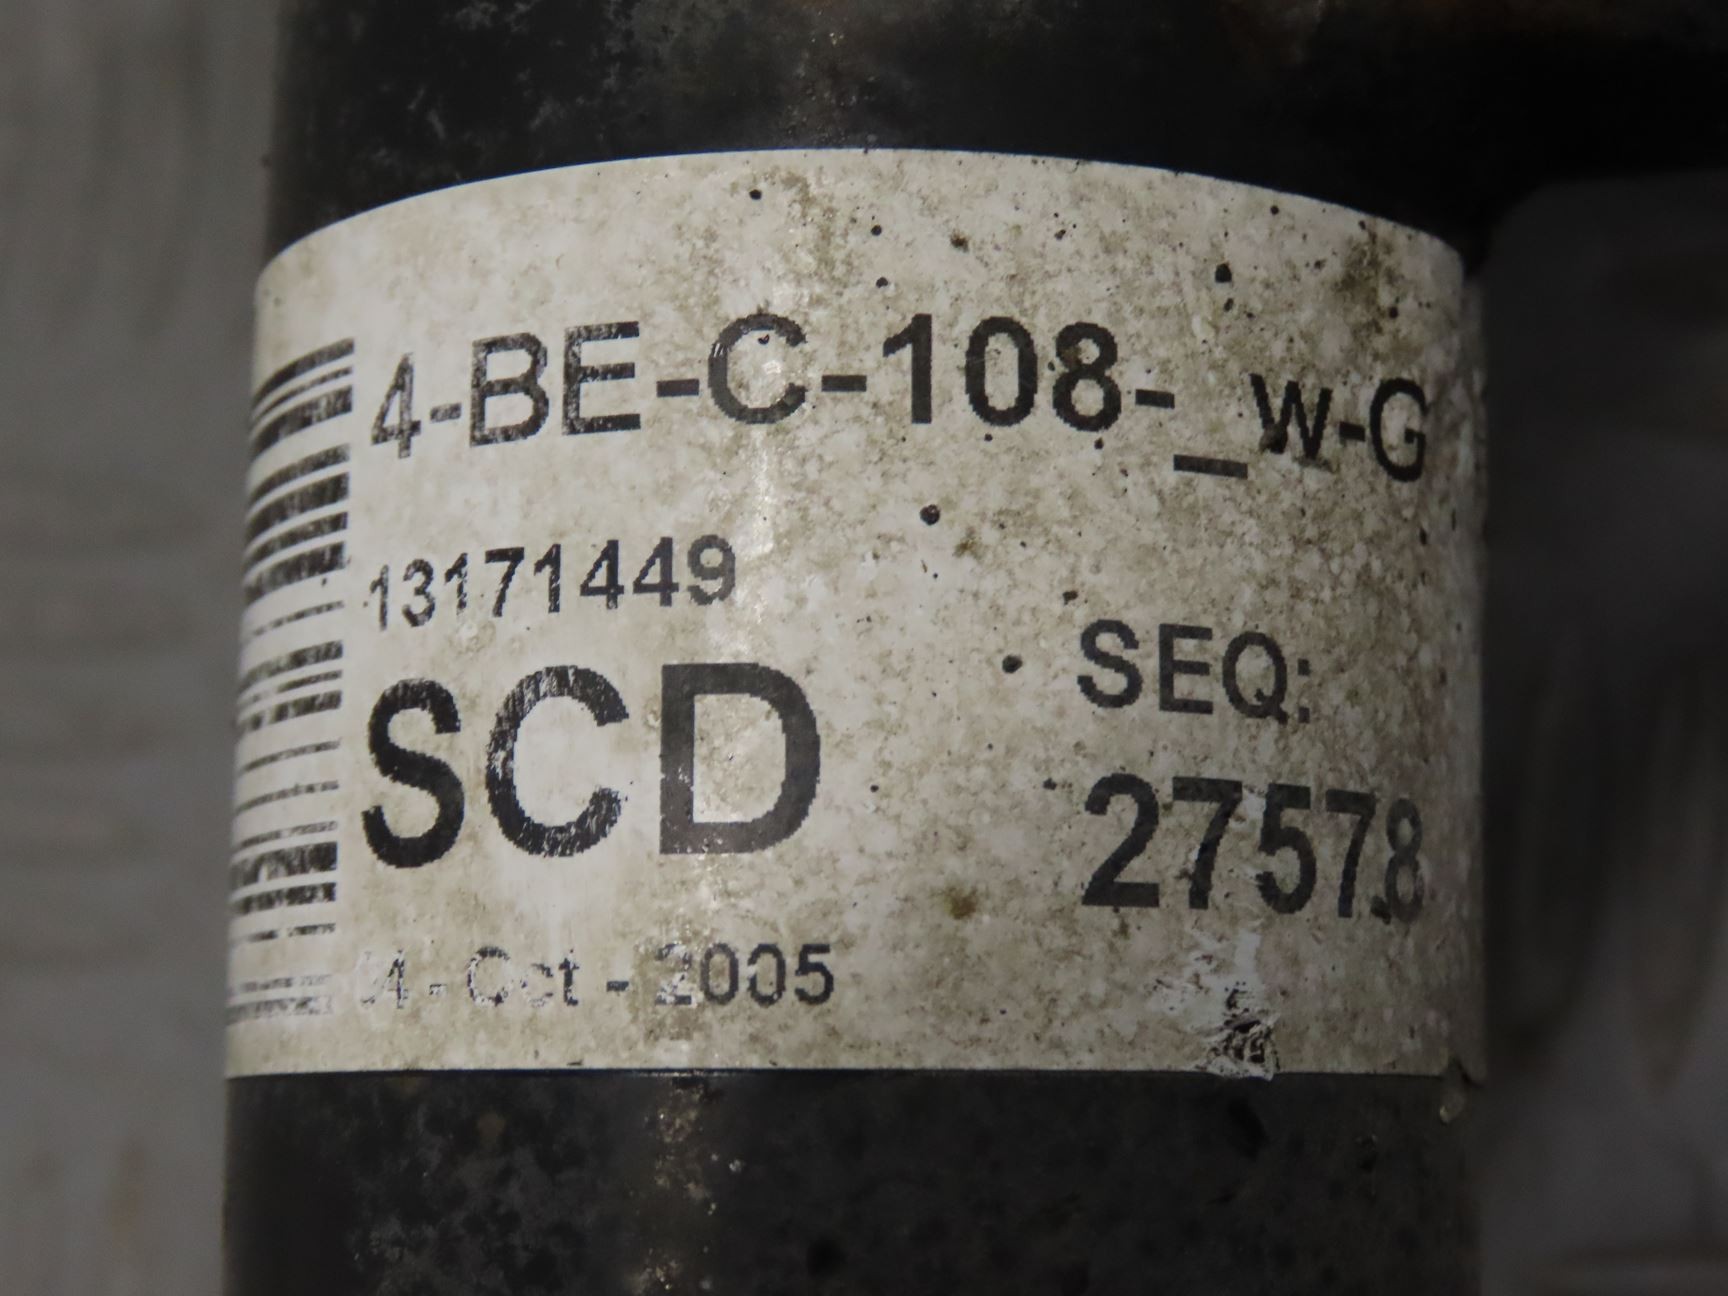 4-BE-C-108-_w-G
13171449
SCD
SEQ:
27578
-Oct-2005